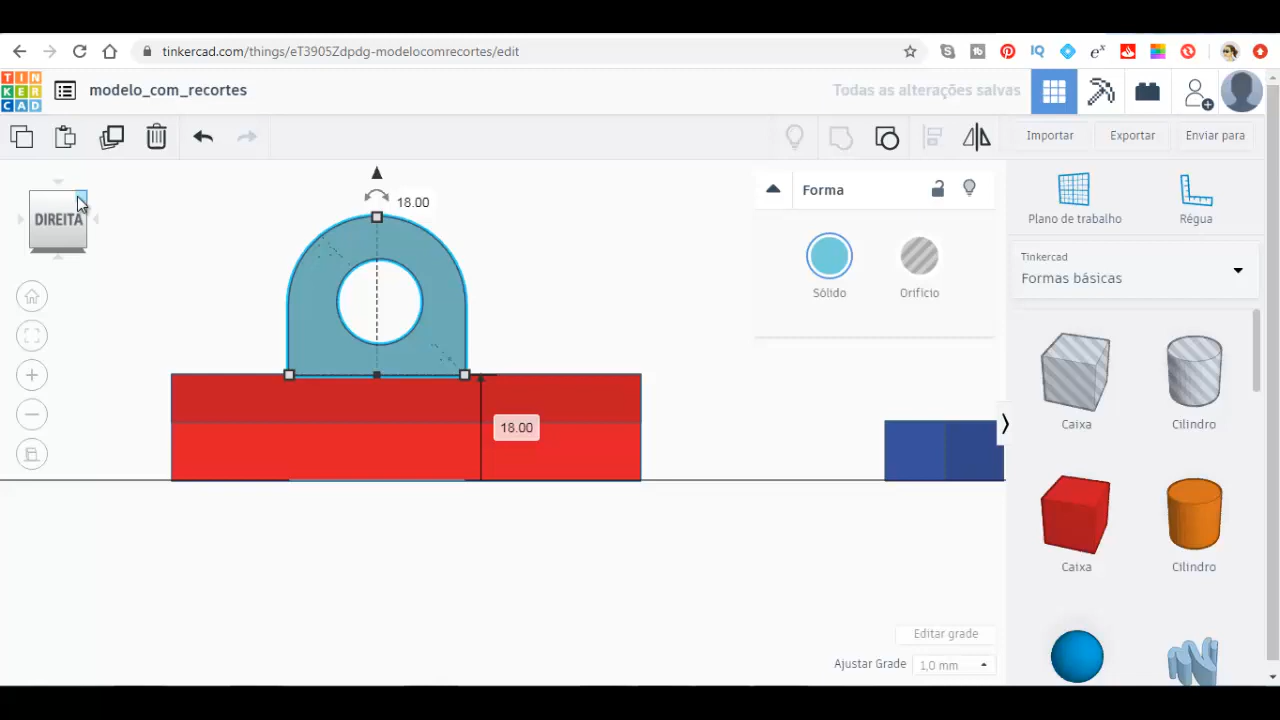 tinkercad.com/things/eT3905Zdpdg-modelocomrecortes/edit
IQ
eˣ
TIN
KER
CAD
modelo_com_recortes
Todas as alterações salvas
Importar
Exportar
Enviar para
18.00
DIREITA
Forma
Sólido
Orifício
Plano de trabalho
Régua
Tinkercad
Formas básicas
Caixa
Cilindro
18.00
Caixa
Cilindro
Editar grade
Ajustar Grade
1,0 mm